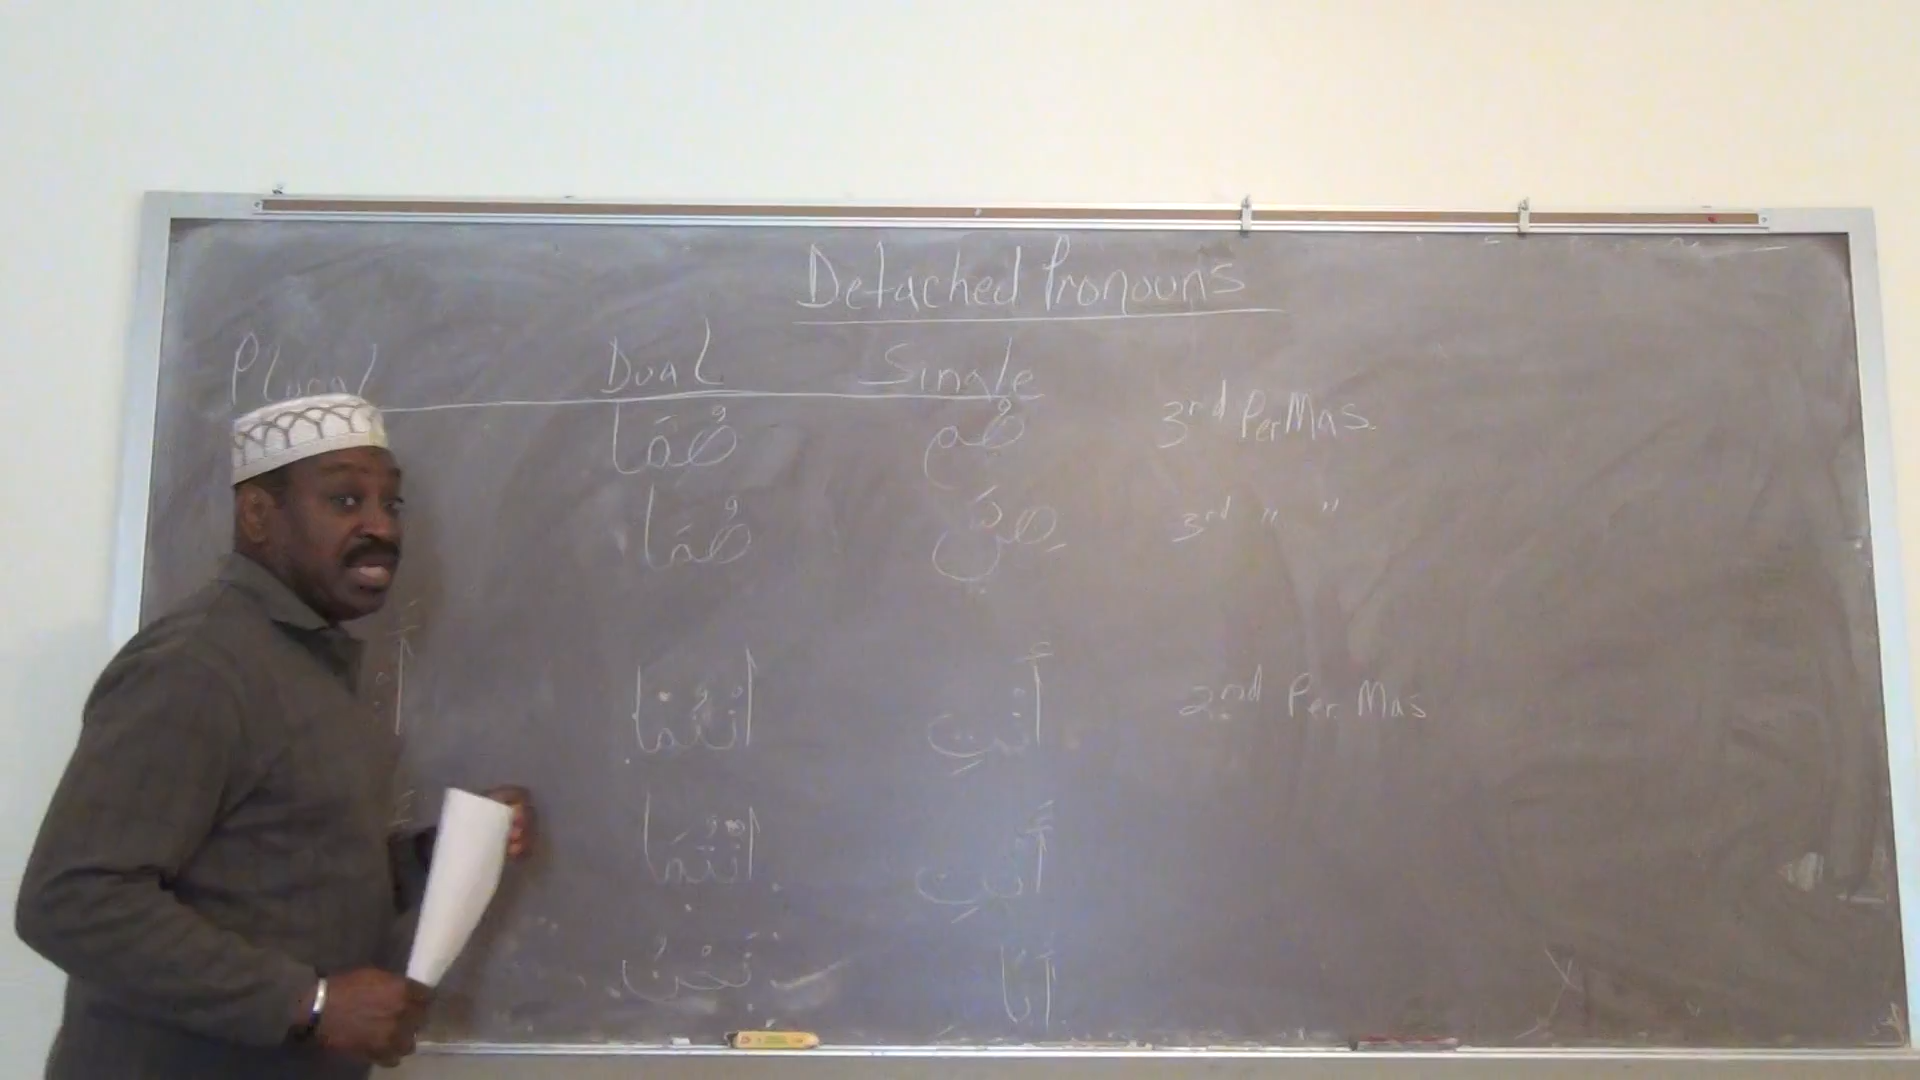 Detached Pronouns
Plural Dual Single
هُمَا هُم 3rd Per Mas.
هُمَا هِنَّ 3rd " "
أَنْتُمَا أَنْتِ 2nd Per Mas
أَنْتُمَا أَنْتِ
نَحْنُ أَنَا